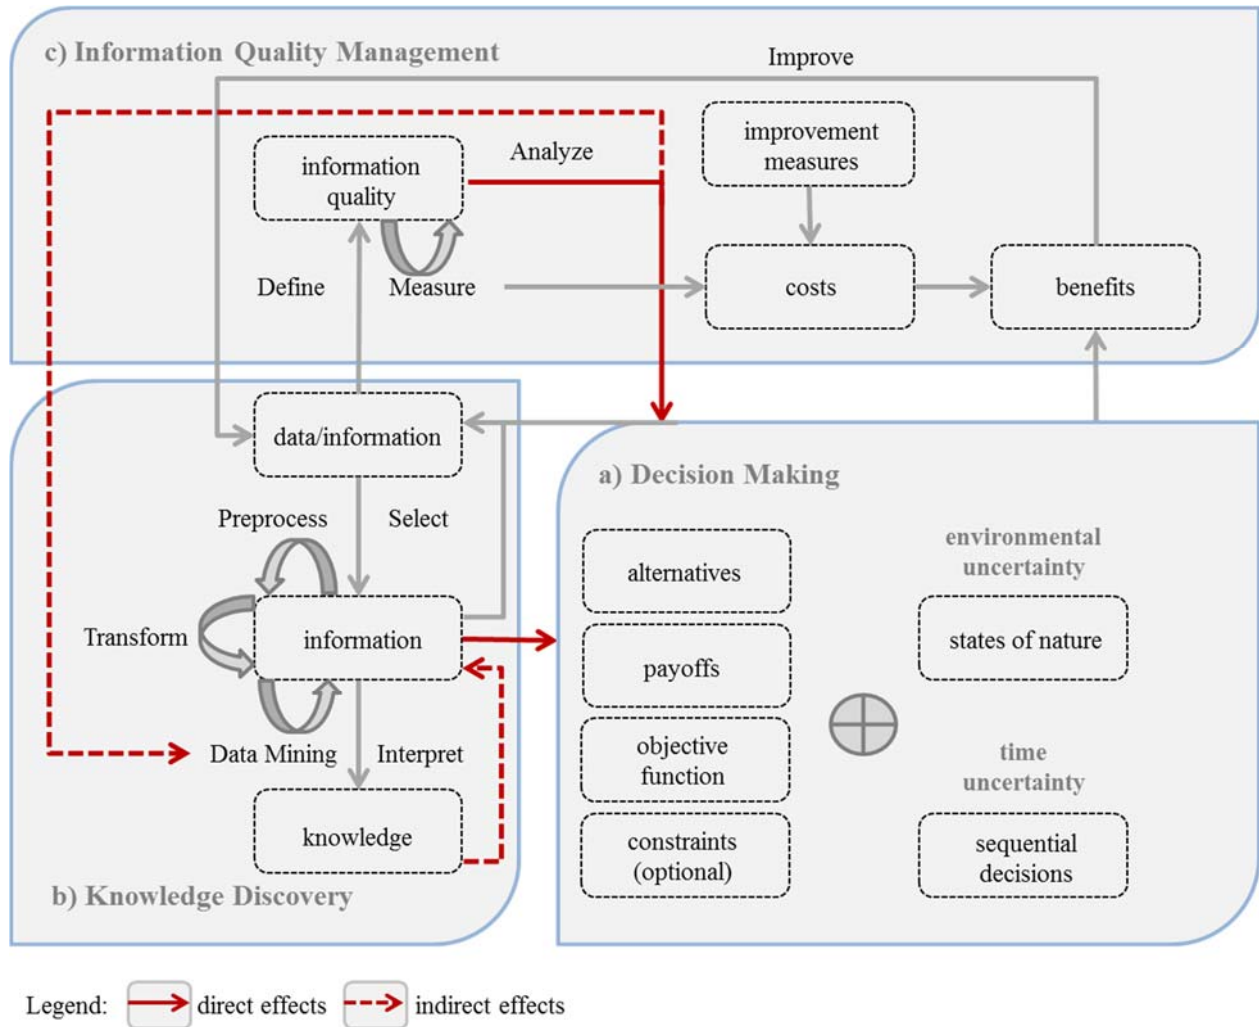 c) Information Quality Management
Improve
information
quality
Analyze
improvement
measures
Define
Measure
costs
benefits
data/information
Preprocess
Select
Transform
information
Data Mining
Interpret
knowledge
b) Knowledge Discovery
a) Decision Making
alternatives
payoffs
objective
function
constraints
(optional)
environmental
uncertainty
states of nature
time
uncertainty
sequential
decisions
Legend:
direct effects
indirect effects